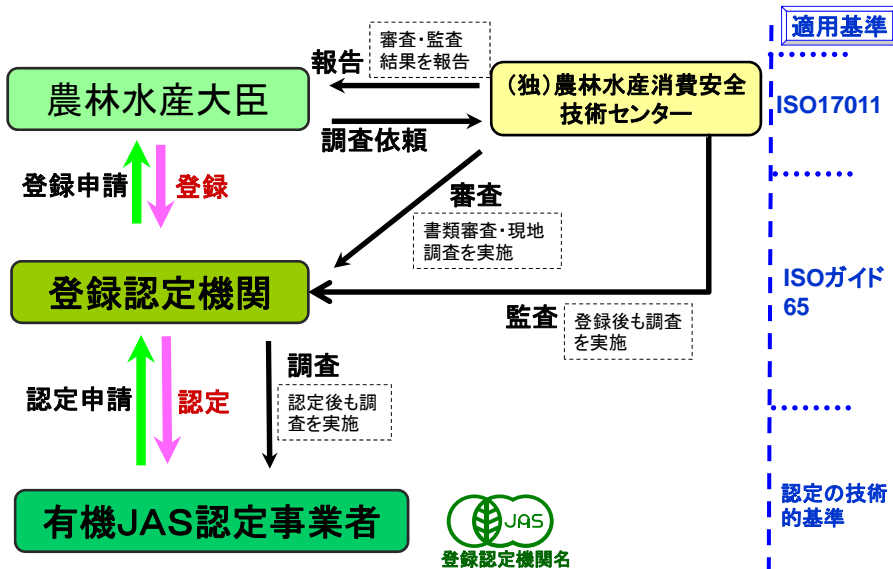 適用基準
審査・監査
結果を報告
報告
農林水産大臣
(独)農林水産消費安全
技術センター
ISO17011
調査依頼
登録申請
登録
審査
書類審査・現地
調査を実施
登録認定機関
ISOガイド
65
監査
登録後も調査
を実施
調査
認定申請
認定
認定後も調
査を実施
有機JAS認定事業者
JAS
登録認定機関名
認定の技術
的基準